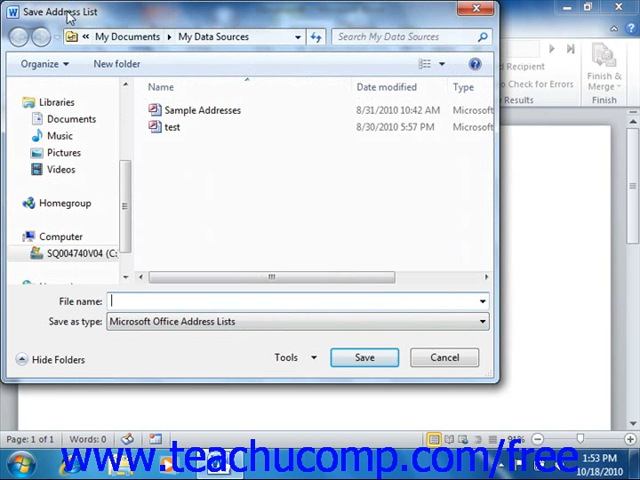 Save Address List
« My Documents ▸ My Data Sources
Search My Data Sources
Organize
New folder
Name
Date modified
Type
Libraries
Documents
Music
Pictures
Videos
Homegroup
Computer
SQ004740V04 (C:
Sample Addresses 8/31/2010 10:42 AM Microsoft
test 8/30/2010 5:57 PM Microsoft
File name:
Save as type: Microsoft Office Address Lists
Hide Folders
Tools
Save
Cancel
Recipient
Check for Errors
Results
Finish &
Merge
Finish
Page: 1 of 1
Words: 0
91%
www.teachucomp.com/free
1:53 PM
10/18/2010